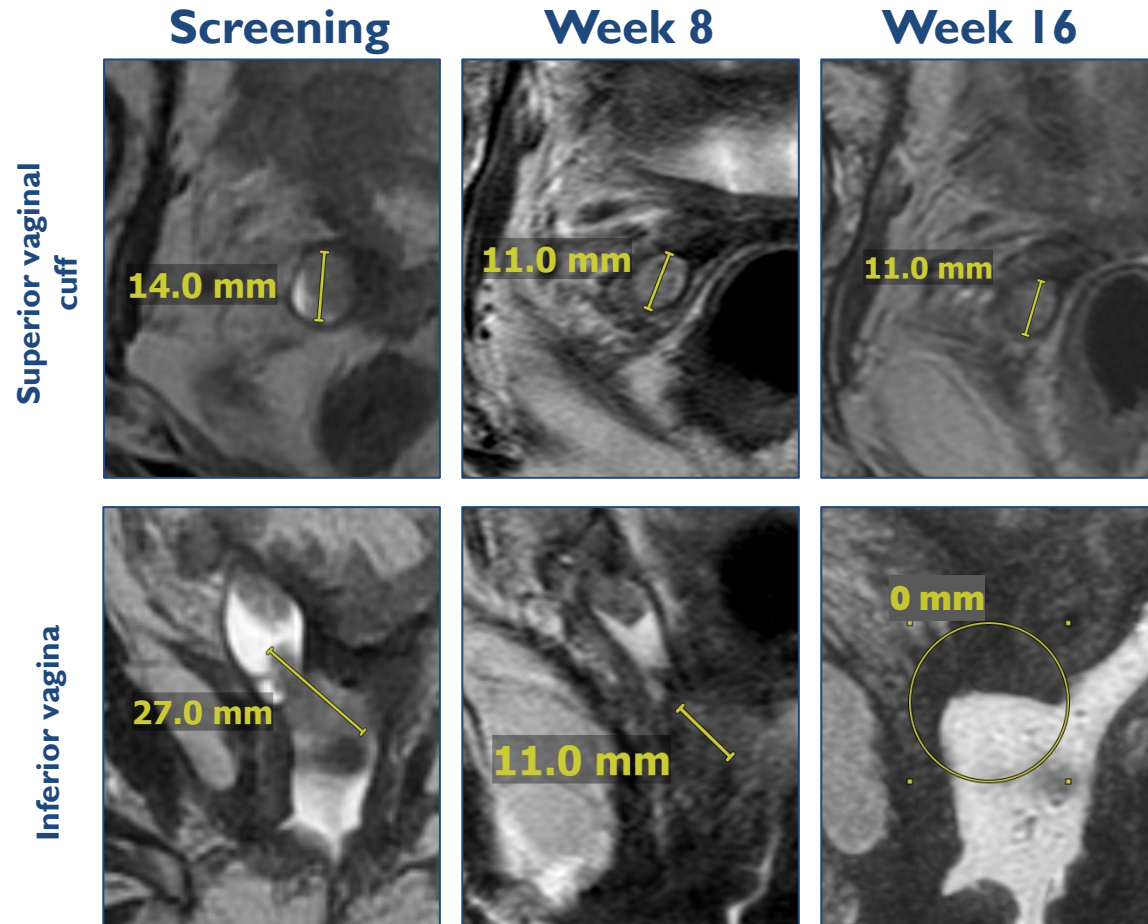 Screening
Week 8
Week 16
Superior vaginal
cuff
14.0 mm
11.0 mm
11.0 mm
Inferior vagina
27.0 mm
11.0 mm
0 mm